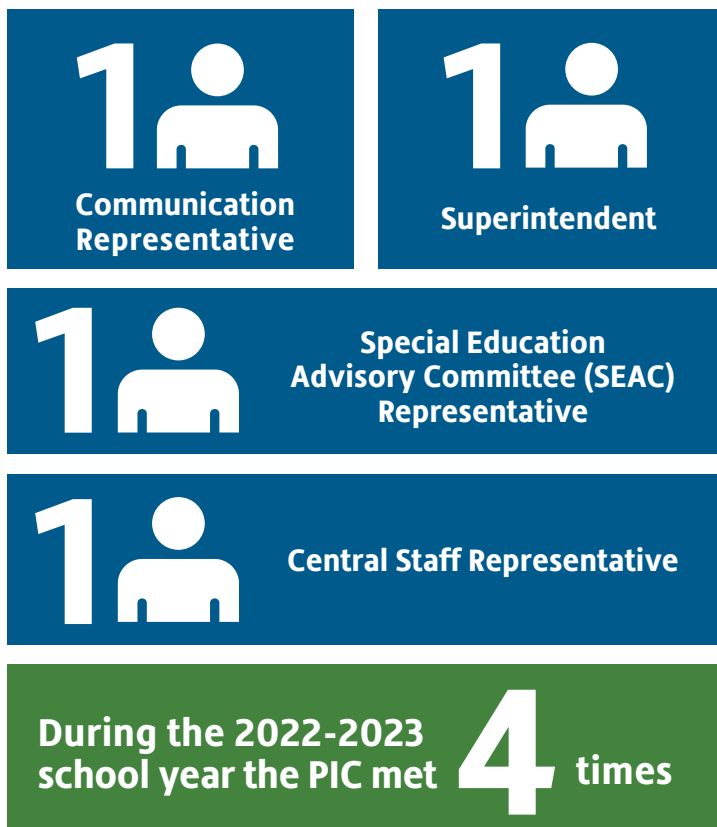 1
Communication
Representative
1
Superintendent
1
Special Education
Advisory Committee (SEAC)
Representative
1
Central Staff Representative
During the 2022-2023
school year the PIC met 4 times